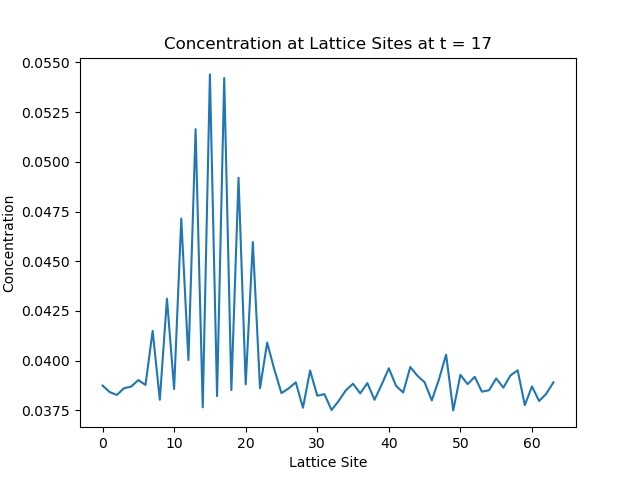 Concentration at Lattice Sites at t = 17
0.0550
0.0525
0.0500
0.0475
0.0450
0.0425
0.0400
0.0375
Concentration
0 10 20 30 40 50 60
Lattice Site